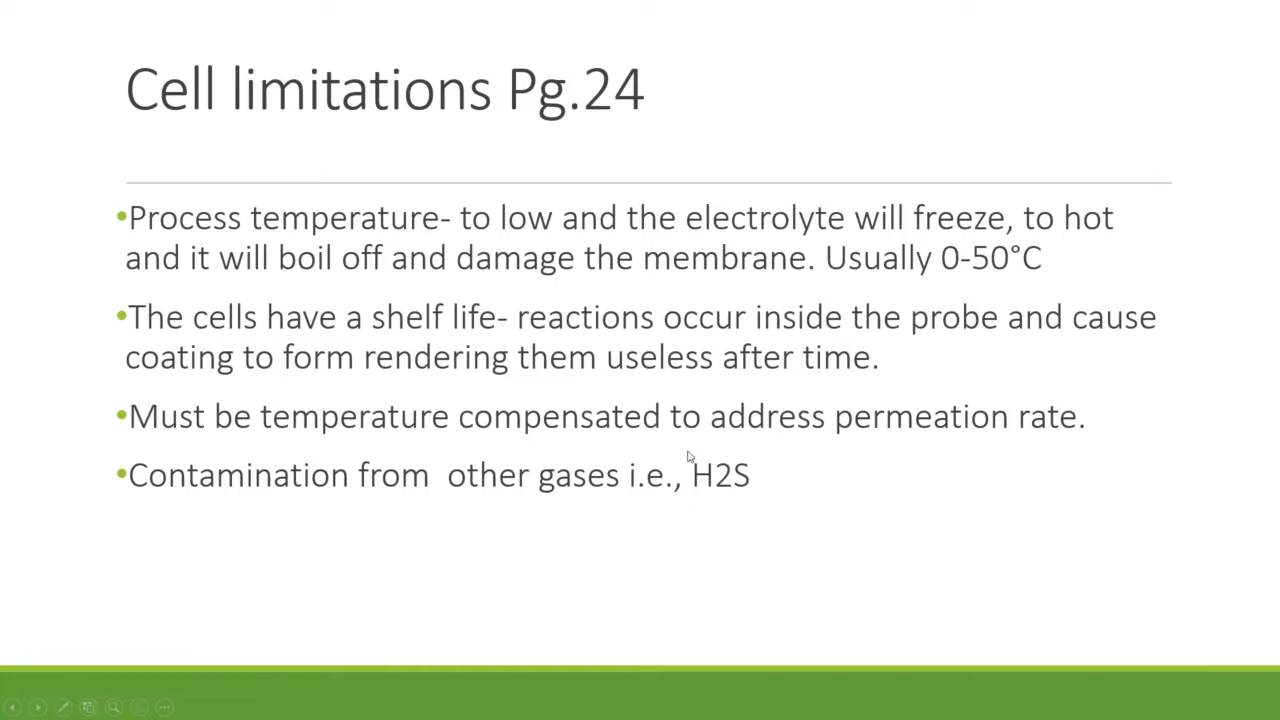 Cell limitations Pg.24
•Process temperature- to low and the electrolyte will freeze, to hot
and it will boil off and damage the membrane. Usually 0-50°C
•The cells have a shelf life- reactions occur inside the probe and cause
coating to form rendering them useless after time.
•Must be temperature compensated to address permeation rate.
•Contamination from  other gases i.e., H2S